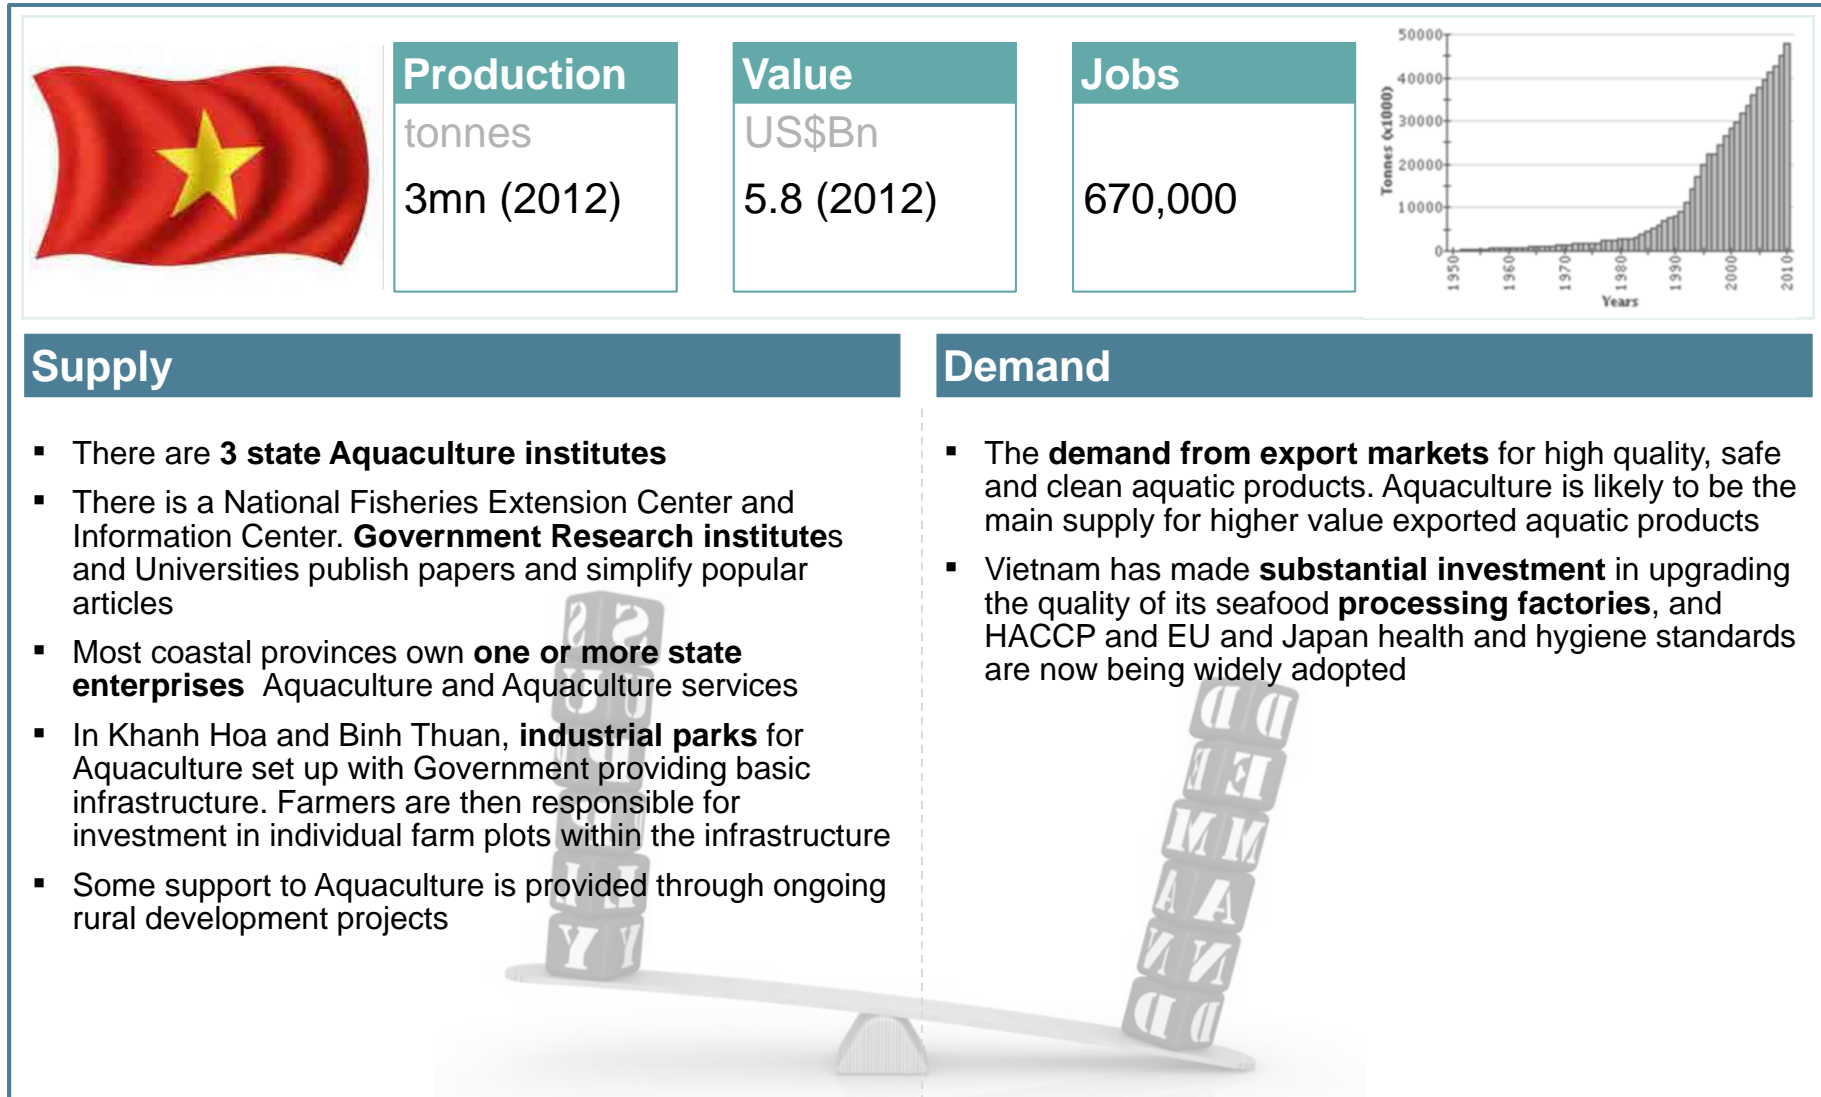 Production
tonnes
3mn (2012)
Value
US$Bn
5.8 (2012)
Jobs
670,000
Tonnes (x1000)
50000
40000
30000
20000
10000
0
1950
1960
1970
1980
1990
2000
2010
Years
Supply
▪ There are 3 state Aquaculture institutes
▪ There is a National Fisheries Extension Center and
Information Center. Government Research institutes
and Universities publish papers and simplify popular
articles
▪ Most coastal provinces own one or more state
enterprises  Aquaculture and Aquaculture services
▪ In Khanh Hoa and Binh Thuan, industrial parks for
Aquaculture set up with Government providing basic
infrastructure. Farmers are then responsible for
investment in individual farm plots within the infrastructure
▪ Some support to Aquaculture is provided through ongoing
rural development projects
Demand
▪ The demand from export markets for high quality, safe
and clean aquatic products. Aquaculture is likely to be the
main supply for higher value exported aquatic products
▪ Vietnam has made substantial investment in upgrading
the quality of its seafood processing factories, and
HACCP and EU and Japan health and hygiene standards
are now being widely adopted
S S
U U
P
P
L L
Y Y
D D
E E
M M
A A
N N
D D